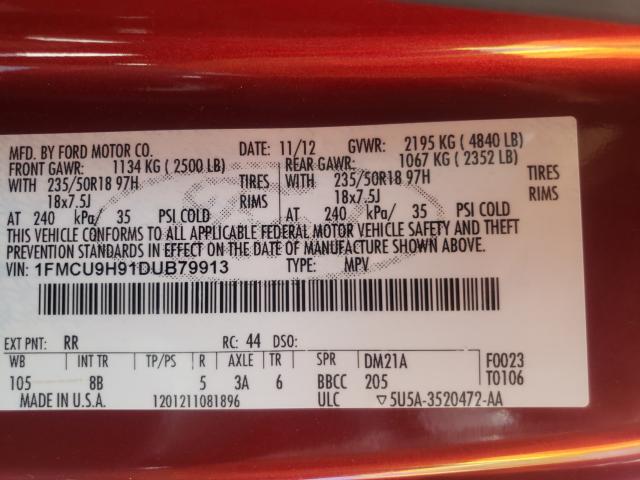 MFD. BY FORD MOTOR CO. DATE: 11/12 GVWR: 2195 KG ( 4840 LB)
FRONT GAWR: 1134 KG ( 2500 LB) REAR GAWR: 1067 KG ( 2352 LB)
WITH 235/50R18 97H TIRES WITH 235/50R18 97H TIRES
18x7.5J RIMS 18x7.5J RIMS
AT 240 kPa/ 35 PSI COLD AT 240 kPa/ 35 PSI COLD
THIS VEHICLE CONFORMS TO ALL APPLICABLE FEDERAL MOTOR VEHICLE SAFETY AND THEFT
PREVENTION STANDARDS IN EFFECT ON THE DATE OF MANUFACTURE SHOWN ABOVE.
VIN: 1FMCU9H91DUB79913 TYPE: MPV
EXT PNT: RR RC: 44 DSO:
WB INT TR TP/PS R AXLE TR SPR DM21A F0023
105 8B 5 3A 6 BBCC 205 T0106
MADE IN U.S.A. 1201211081896 ULC ▽5U5A-3520472-AA